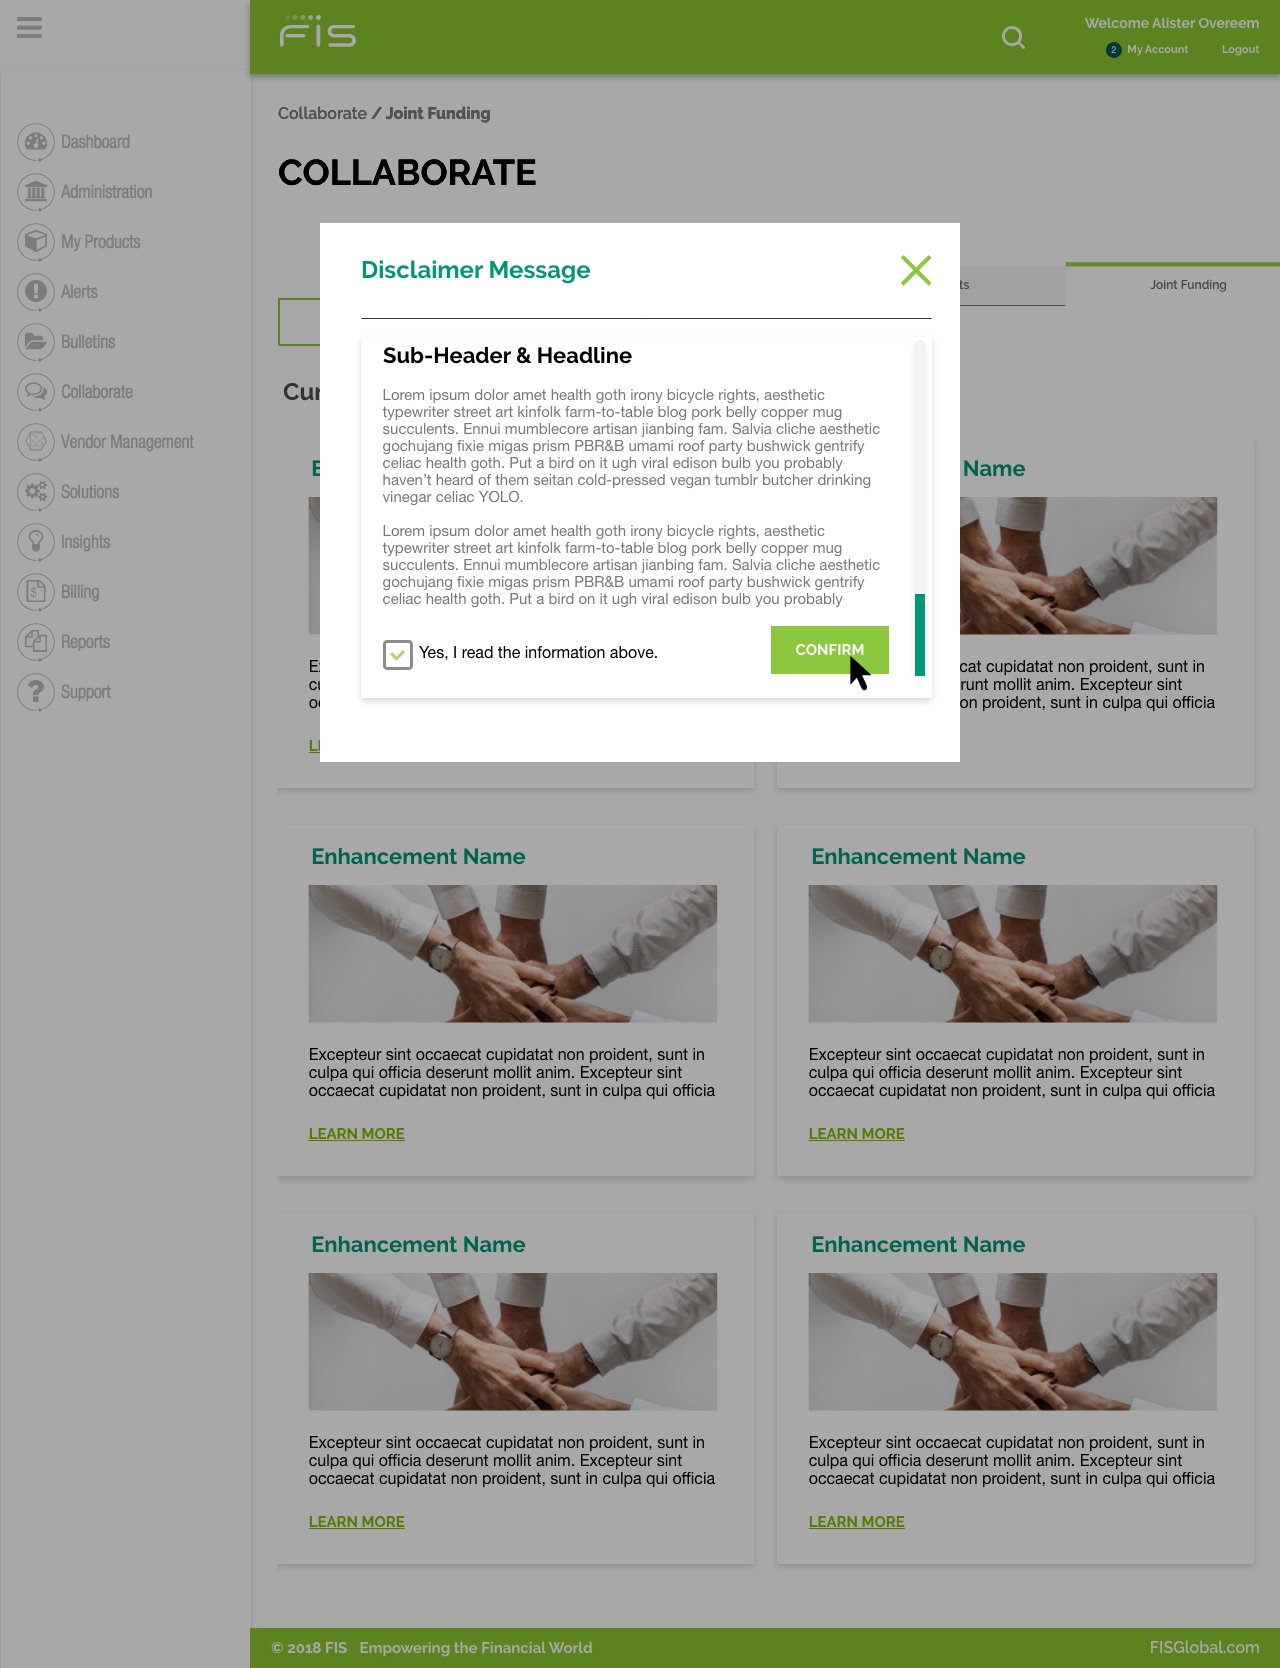 FIS
Welcome Alister Overeem
2 My Account Logout
Collaborate / Joint Funding
COLLABORATE
Dashboard
Administration
My Products
Alerts
Bulletins
Collaborate
Vendor Management
Solutions
Insights
Billing
Reports
Support
Disclaimer Message
ts
Joint Funding
Sub-Header & Headline
Cur
Lorem ipsum dolor amet health goth irony bicycle rights, aesthetic
typewriter street art kinfolk farm-to-table blog pork belly copper mug
succulents. Ennui mumblecore artisan jianbing fam. Salvia cliche aesthetic
gochujang fixie migas prism PBR&B umami roof party bushwick gentrify
celiac health goth. Put a bird on it ugh viral edison bulb you probably
haven’t heard of them seitan cold-pressed vegan tumblr butcher drinking
vinegar celiac YOLO.
Lorem ipsum dolor amet health goth irony bicycle rights, aesthetic
typewriter street art kinfolk farm-to-table blog pork belly copper mug
succulents. Ennui mumblecore artisan jianbing fam. Salvia cliche aesthetic
gochujang fixie migas prism PBR&B umami roof party bushwick gentrify
celiac health goth. Put a bird on it ugh viral edison bulb you probably
Yes, I read the information above.
CONFIRM
Name
cat cupidatat non proident, sunt in
runt mollit anim. Excepteur sint
on proident, sunt in culpa qui officia
Enhancement Name
Excepteur sint occaecat cupidatat non proident, sunt in
culpa qui officia deserunt mollit anim. Excepteur sint
occaecat cupidatat non proident, sunt in culpa qui officia
LEARN MORE
Enhancement Name
Excepteur sint occaecat cupidatat non proident, sunt in
culpa qui officia deserunt mollit anim. Excepteur sint
occaecat cupidatat non proident, sunt in culpa qui officia
LEARN MORE
Enhancement Name
Excepteur sint occaecat cupidatat non proident, sunt in
culpa qui officia deserunt mollit anim. Excepteur sint
occaecat cupidatat non proident, sunt in culpa qui officia
LEARN MORE
Enhancement Name
Excepteur sint occaecat cupidatat non proident, sunt in
culpa qui officia deserunt mollit anim. Excepteur sint
occaecat cupidatat non proident, sunt in culpa qui officia
LEARN MORE
© 2018 FIS Empowering the Financial World
FISGlobal.com